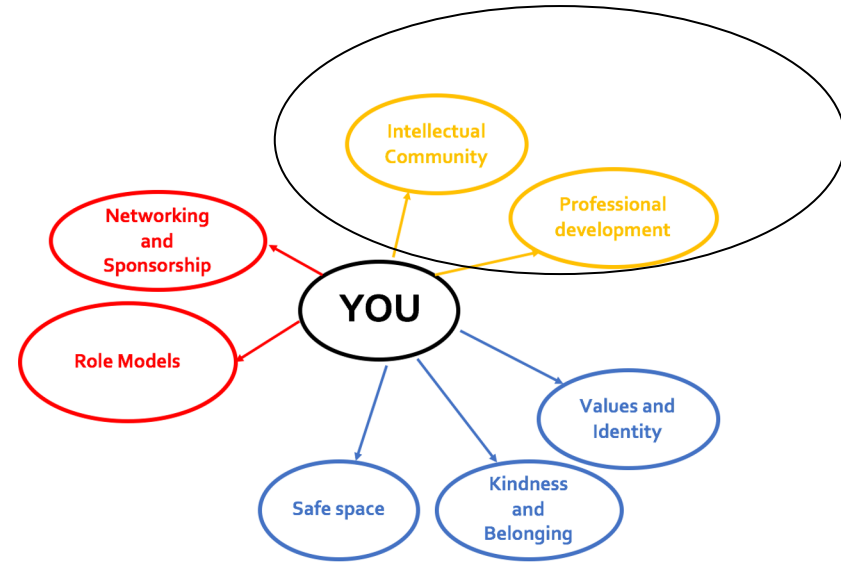 Intellectual
Community
Professional
development
Networking
and
Sponsorship
YOU
Role Models
Values and
Identity
Safe space
Kindness
and
Belonging